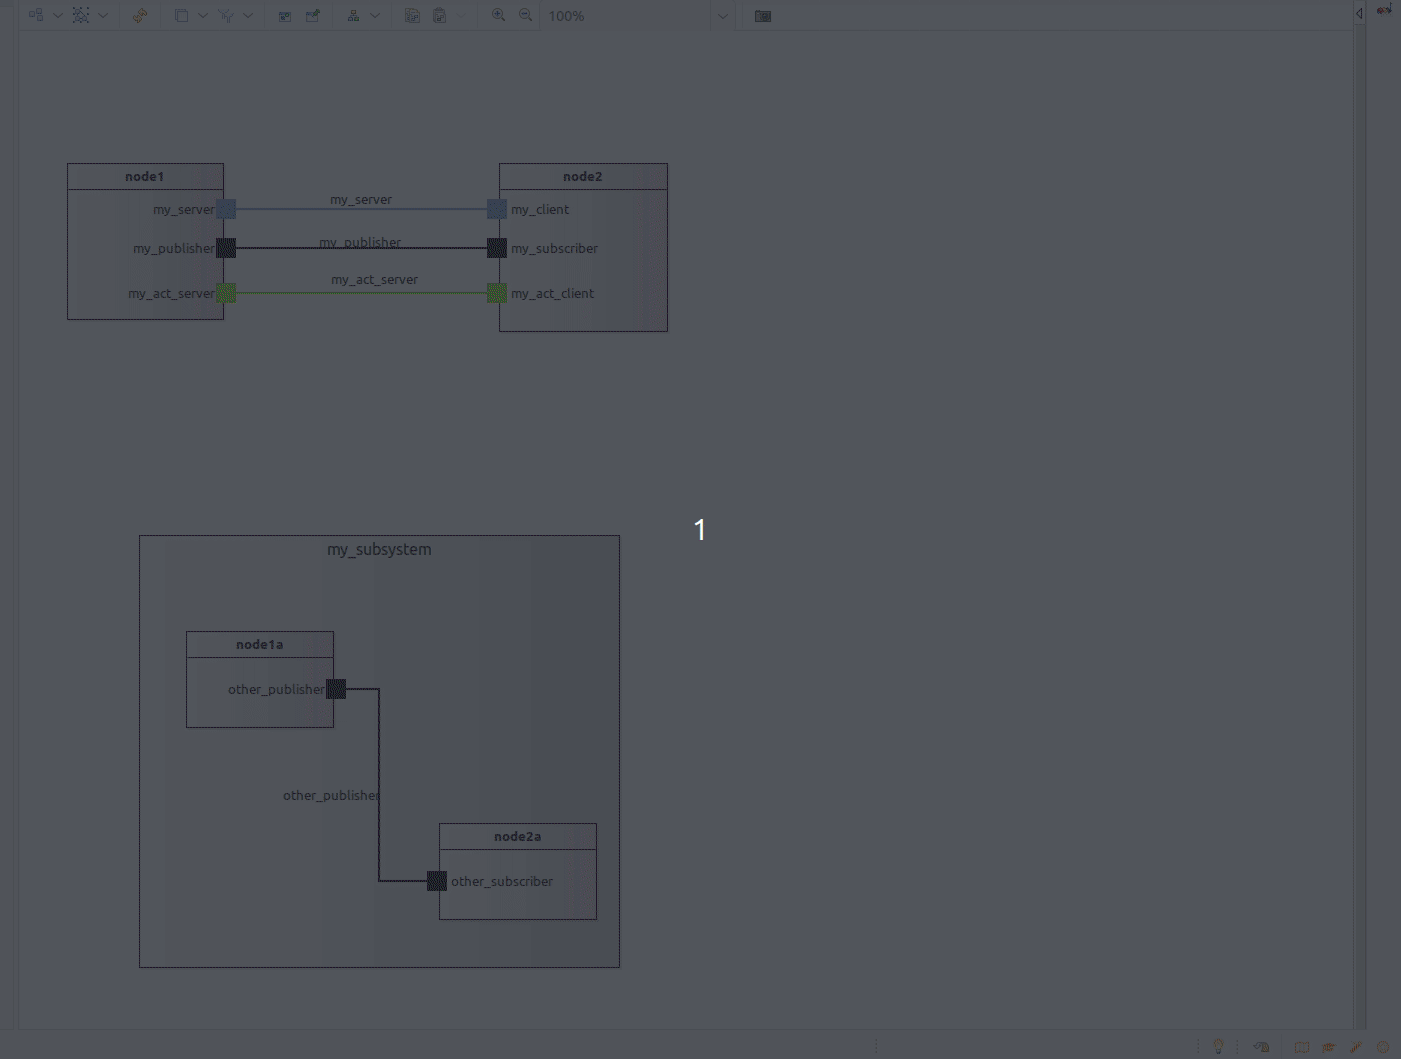 100%
node1
node2
my_server
my_server
my_client
my_publisher
my_publisher
my_subscriber
my_act_server
my_act_server
my_act_client
1
my_subsystem
node1a
other_publisher
other_publisher
node2a
other_subscriber